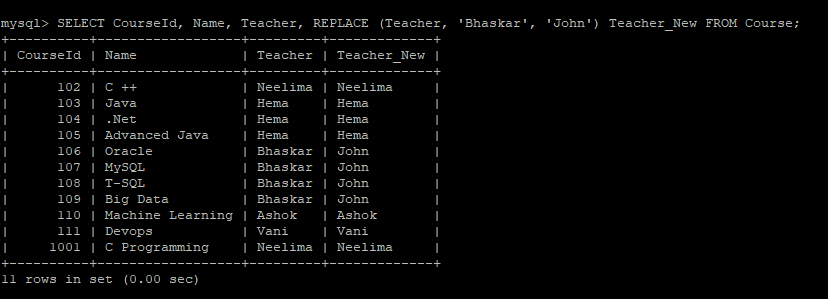 mysql> SELECT CourseId, Name, Teacher, REPLACE (Teacher, 'Bhaskar', 'John') Teacher_New FROM Course;
+----------+------------------+---------+-------------+
| CourseId | Name             | Teacher | Teacher_New |
+----------+------------------+---------+-------------+
|      102 | C ++             | Neelima | Neelima     |
|      103 | Java             | Hema    | Hema        |
|      104 | .Net             | Hema    | Hema        |
|      105 | Advanced Java    | Hema    | Hema        |
|      106 | Oracle           | Bhaskar | John        |
|      107 | MySQL            | Bhaskar | John        |
|      108 | T-SQL            | Bhaskar | John        |
|      109 | Big Data         | Bhaskar | John        |
|      110 | Machine Learning | Ashok   | Ashok       |
|      111 | Devops           | Vani    | Vani        |
|     1001 | C Programming    | Neelima | Neelima     |
+----------+------------------+---------+-------------+
11 rows in set (0.00 sec)